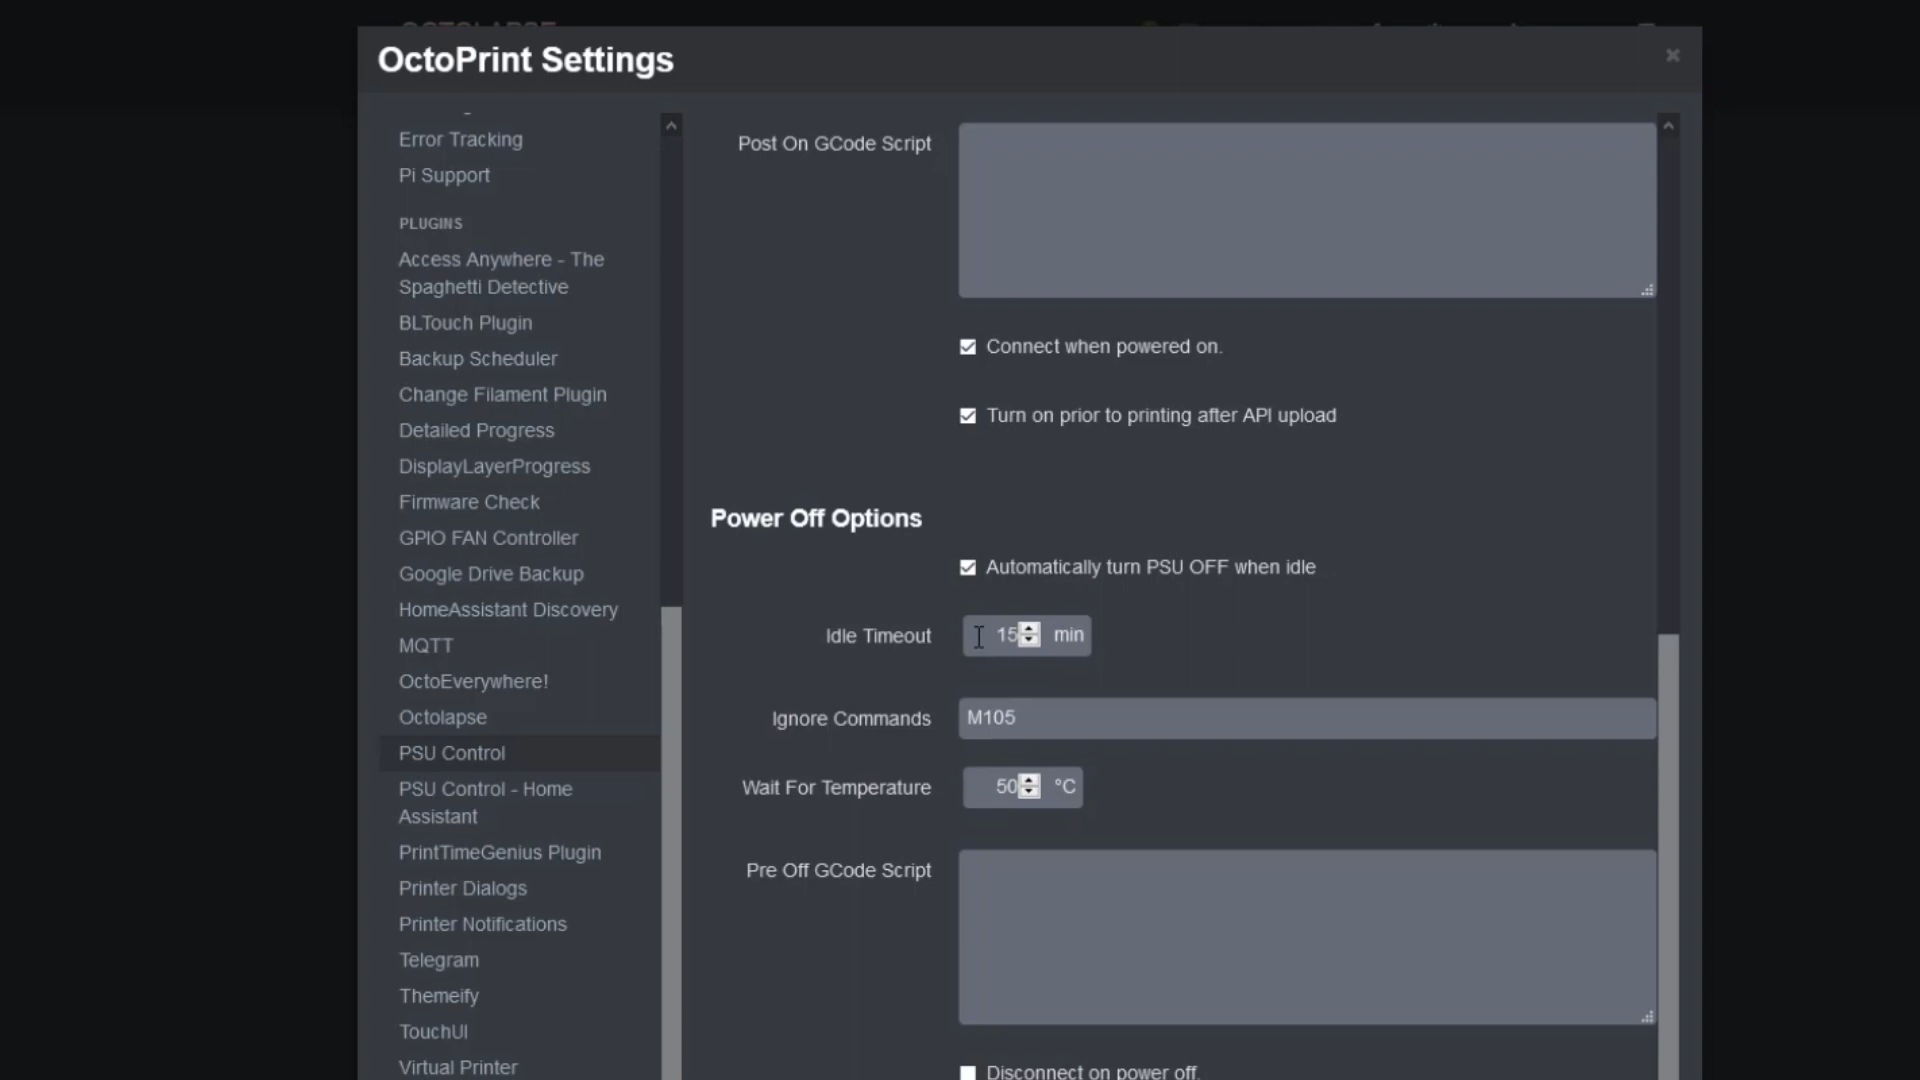 OctoPrint Settings
×
Error Tracking
Pi Support
PLUGINS
Access Anywhere - The
Spaghetti Detective
BLTouch Plugin
Backup Scheduler
Change Filament Plugin
Detailed Progress
DisplayLayerProgress
Firmware Check
GPIO FAN Controller
Google Drive Backup
HomeAssistant Discovery
MQTT
OctoEverywhere!
Octolapse
PSU Control
PSU Control - Home
Assistant
PrintTimeGenius Plugin
Printer Dialogs
Printer Notifications
Telegram
Themeify
TouchUI
Virtual Printer
Post On GCode Script
Connect when powered on.
Turn on prior to printing after API upload
Power Off Options
Automatically turn PSU OFF when idle
Idle Timeout 15 min
Ignore Commands M105
Wait For Temperature 50 °C
Pre Off GCode Script
Disconnect on power off.